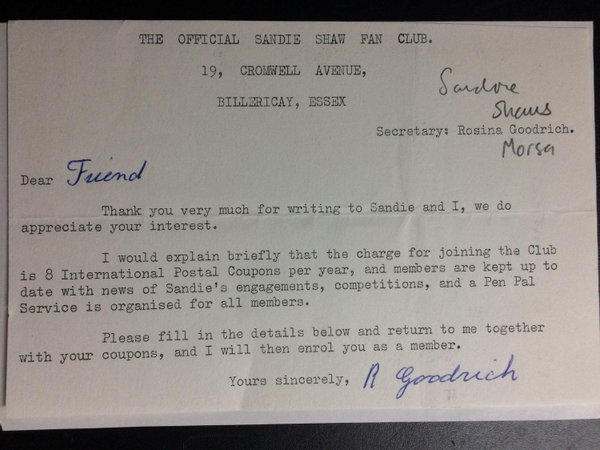 THE OFFICIAL SANDIE SHAW FAN CLUB.
19, CROMWELL AVENUE,
BILLERICAY, ESSEX
Sandie
Shaws
Secretary: Rosina Goodrich.
Morsa
Dear Friend
Thank you very much for writing to Sandie and I, we do
appreciate your interest.
I would explain briefly that the charge for joining the Club
is 8 International Postal Coupons per year, and members are kept up to
date with news of Sandie's engagements, competitions, and a Pen Pal
Service is organised for all members.
Please fill in the details below and return to me together
with your coupons, and I will then enrol you as a member.
Yours sincerely, R Goodrich